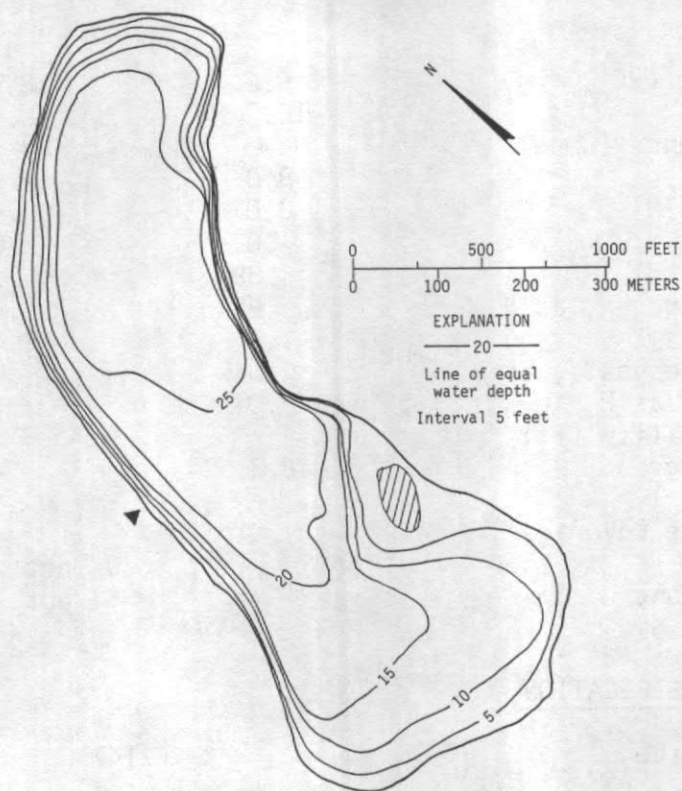 N
0 500 1000 FEET
0 100 200 300 METERS
EXPLANATION
20
Line of equal
water depth
Interval 5 feet
25
20
15
10
5